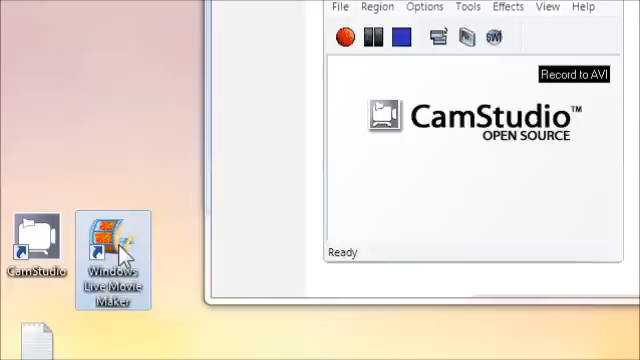 File Region Options Tools Effects View Help
SWF
Record to AVI
CamStudio™
OPEN SOURCE
Ready
CamStudio
Windows
Live Movie
Maker